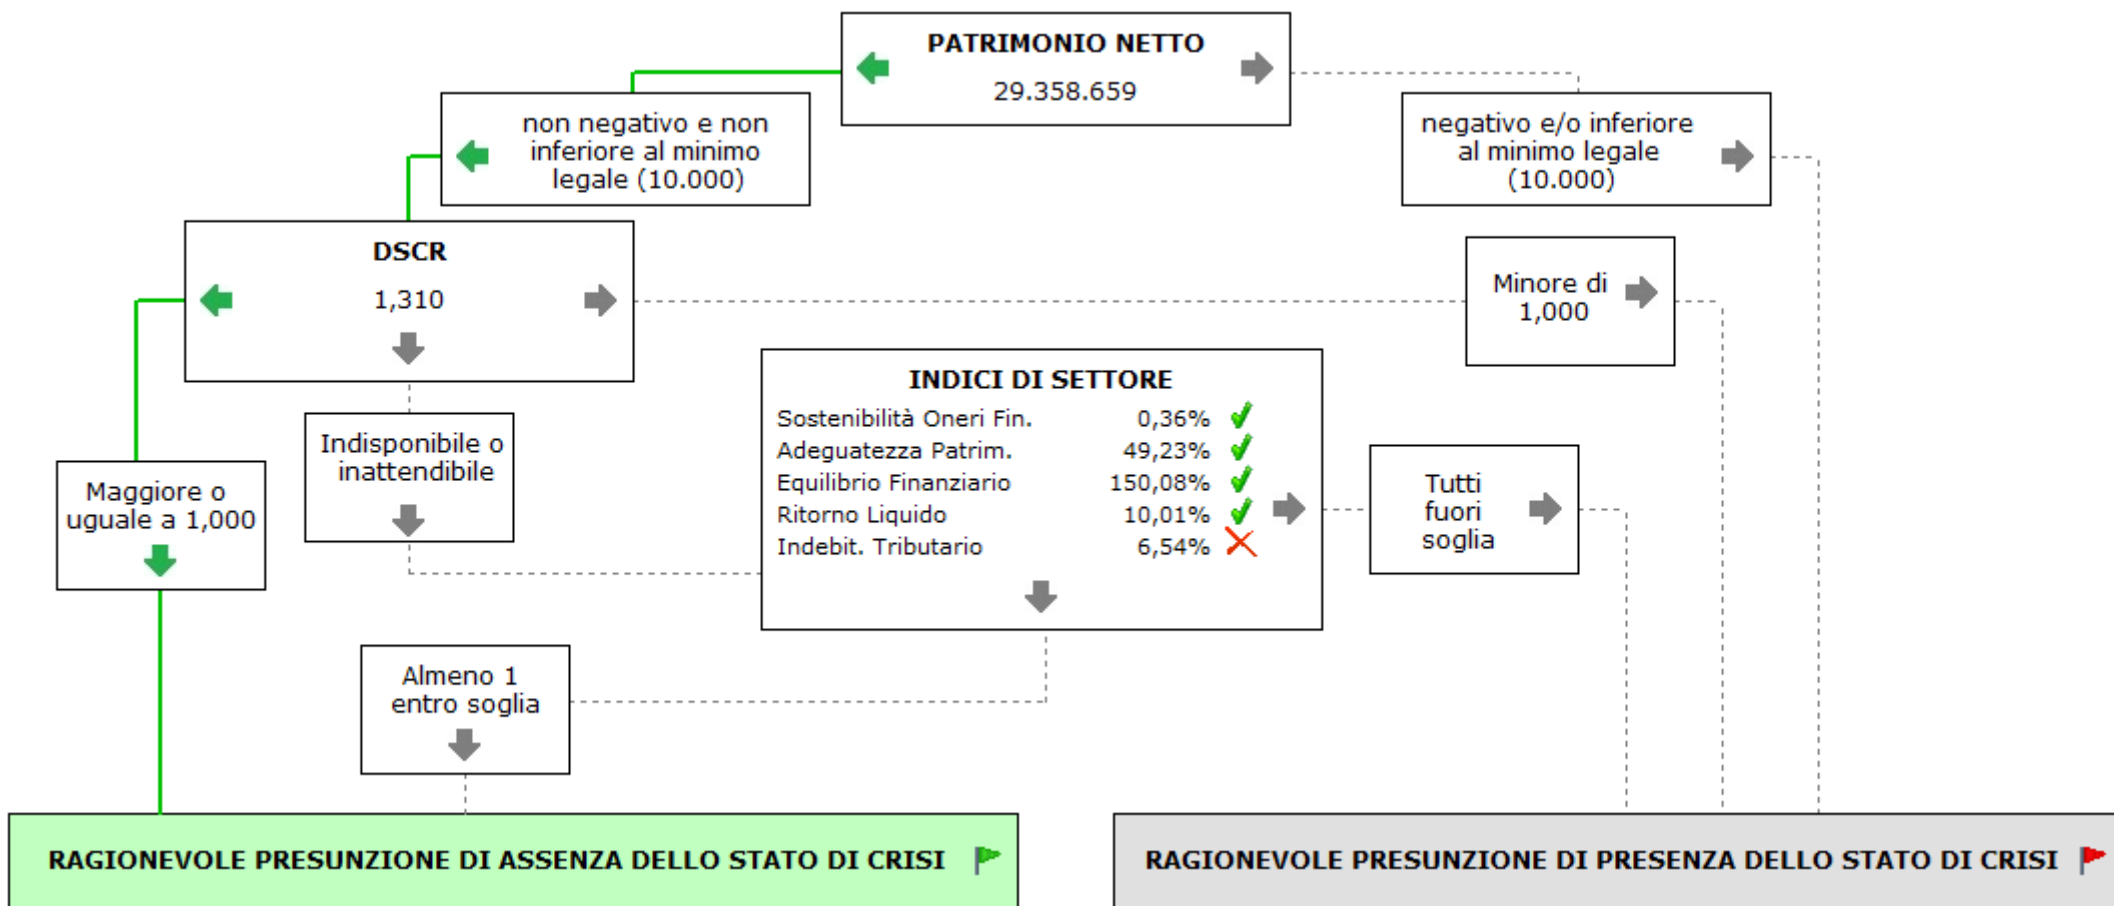 PATRIMONIO NETTO
29.358.659
non negativo e non
inferiore al minimo
legale (10.000)
negativo e/o inferiore
al minimo legale
(10.000)
DSCR
1,310
Minore di
1,000
INDICI DI SETTORE
Sostenibilità Oneri Fin. 0,36%
Adeguatezza Patrim. 49,23%
Equilibrio Finanziario 150,08%
Ritorno Liquido 10,01%
Indebit. Tributario 6,54%
Indisponibile o
inattendibile
Maggiore o
uguale a 1,000
Tutti
fuori
soglia
Almeno 1
entro soglia
RAGIONEVOLE PRESUNZIONE DI ASSENZA DELLO STATO DI CRISI
RAGIONEVOLE PRESUNZIONE DI PRESENZA DELLO STATO DI CRISI